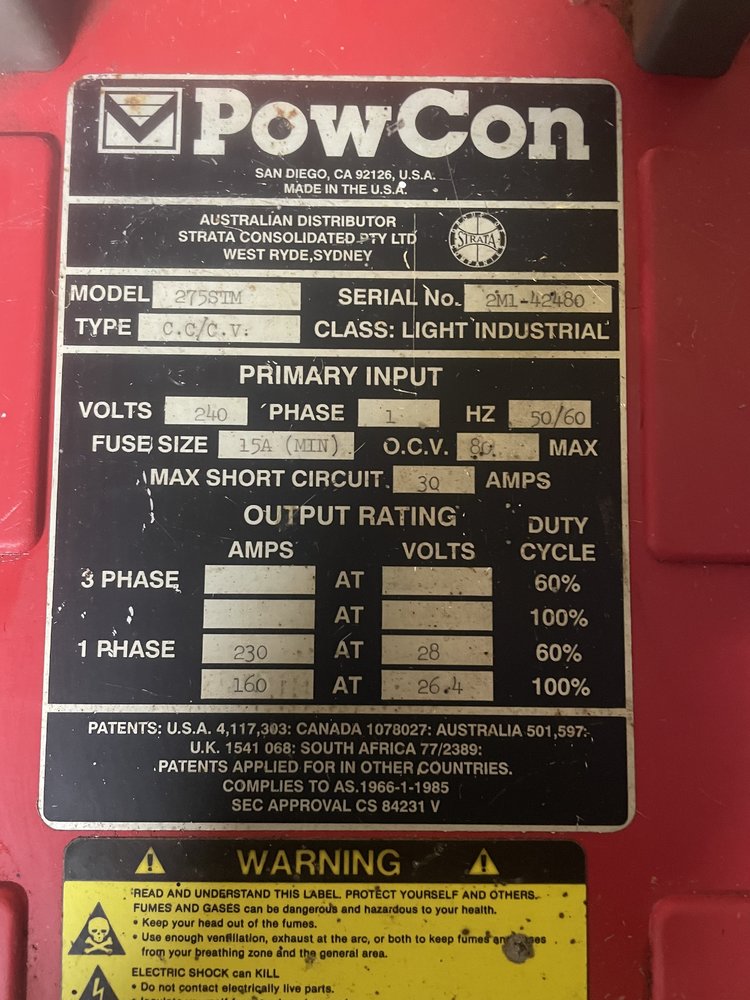 PowCon
SAN DIEGO, CA 92126, U.S.A.
MADE IN THE U.S.A.
AUSTRALIAN DISTRIBUTOR
STRATA CONSOLIDATED PTY LTD
WEST RYDE, SYDNEY
STRATA
MODEL 275STM SERIAL No. 2M1-42480
TYPE C.C/C.V. CLASS: LIGHT INDUSTRIAL
PRIMARY INPUT
VOLTS 240 PHASE 1 HZ 50/60
FUSE SIZE 15A (MIN) O.C.V. 80 MAX
MAX SHORT CIRCUIT 30 AMPS
OUTPUT RATING
DUTY
AMPS VOLTS CYCLE
3 PHASE AT 60%
AT 100%
1 PHASE 230 AT 28 60%
160 AT 26.4 100%
PATENTS: U.S.A. 4,117,303: CANADA 1078027: AUSTRALIA 501,597:
U.K. 1541 068: SOUTH AFRICA 77/2389:
PATENTS APPLIED FOR IN OTHER COUNTRIES.
COMPLIES TO AS.1966-1-1985
SEC APPROVAL CS 84231 V
WARNING
READ AND UNDERSTAND THIS LABEL. PROTECT YOURSELF AND OTHERS.
FUMES AND GASES can be dangerous and hazardous to your health.
• Keep your head out of the fumes.
• Use enough ventilation, exhaust at the arc, or both to keep fumes and gases
from your breathing zone and the general area.
ELECTRIC SHOCK can KILL
• Do not contact electrically live parts.